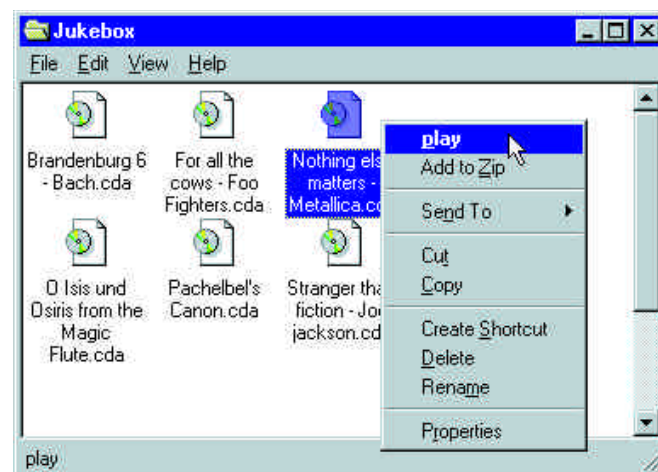 Jukebox
File Edit View Help
Brandenburg 6
- Bach.cda
For all the
cows - Foo
Fighters.cda
Nothing els
matters -
Metallica.cd
O Isis und
Osiris from the
Magic
Flute.cda
Pachelbel's
Canon.cda
Stranger tha
fiction - Jo
jackson.cd
play
Add to Zip
Send To
Cut
Copy
Create Shortcut
Delete
Rename
Properties
play